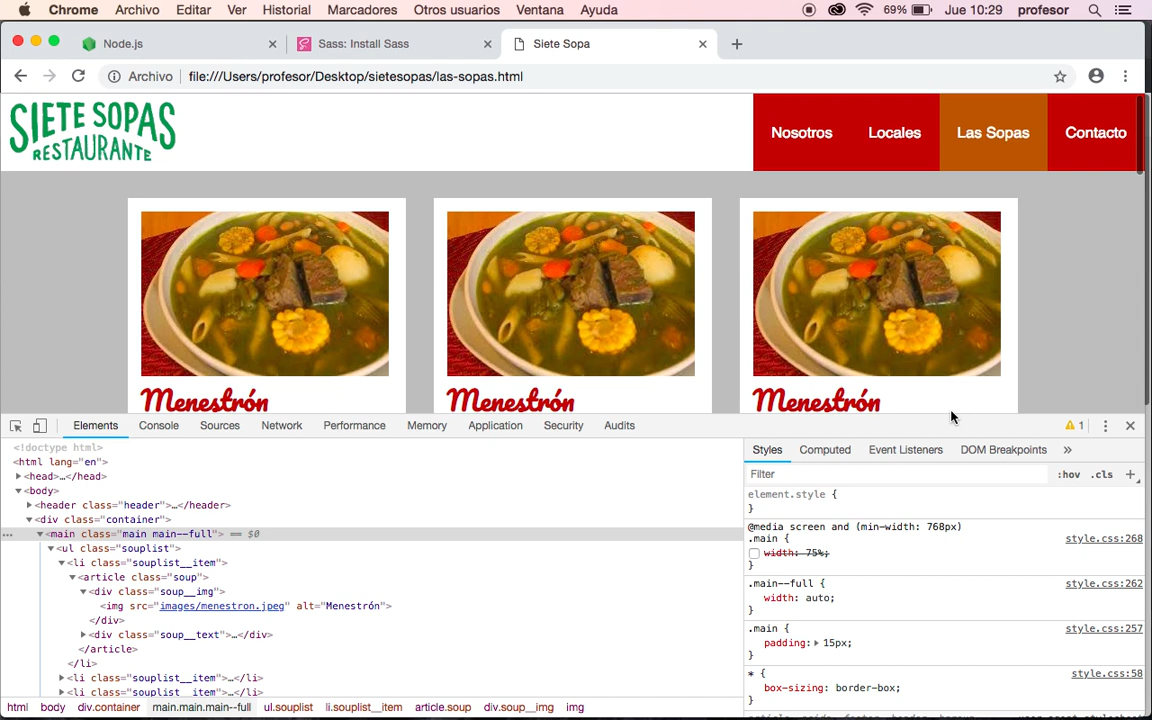 Chrome Archivo Editar Ver Historial Marcadores Otros usuarios Ventana Ayuda 69% Jue 10:29 profesor
Node.js Sass: Install Sass Siete Sopa
Archivo file:///Users/profesor/Desktop/sietesopas/las-sopas.html
SIETE SOPAS
RESTAURANTE
Nosotros Locales Las Sopas Contacto
Menestrón Menestrón Menestrón
Elements Console Sources Network Performance Memory Application Security Audits 1
<!doctype html>
<html lang="en">
<head>…</head>
<body>
<header class="header">…</header>
<div class="container">
<main class="main main--full"> == $0
<ul class="souplist">
<li class="souplist__item">
<article class="soup">
<div class="soup__img">
<img src="images/menestron.jpeg" alt="Menestrón">
</div>
<div class="soup__text">…</div>
</article>
</li>
<li class="souplist__item">…</li>
<li class="souplist__item">…</li>
html body div.container main.main.main--full ul.souplist li.souplist__item article.soup div.soup__img img
Styles Computed Event Listeners DOM Breakpoints »
Filter :hov .cls +
element.style {
}
@media screen and (min-width: 768px)
.main { style.css:268
width: 75%;
}
.main--full { style.css:262
width: auto;
}
.main { style.css:257
padding: 15px;
}
* { style.css:58
box-sizing: border-box;
}